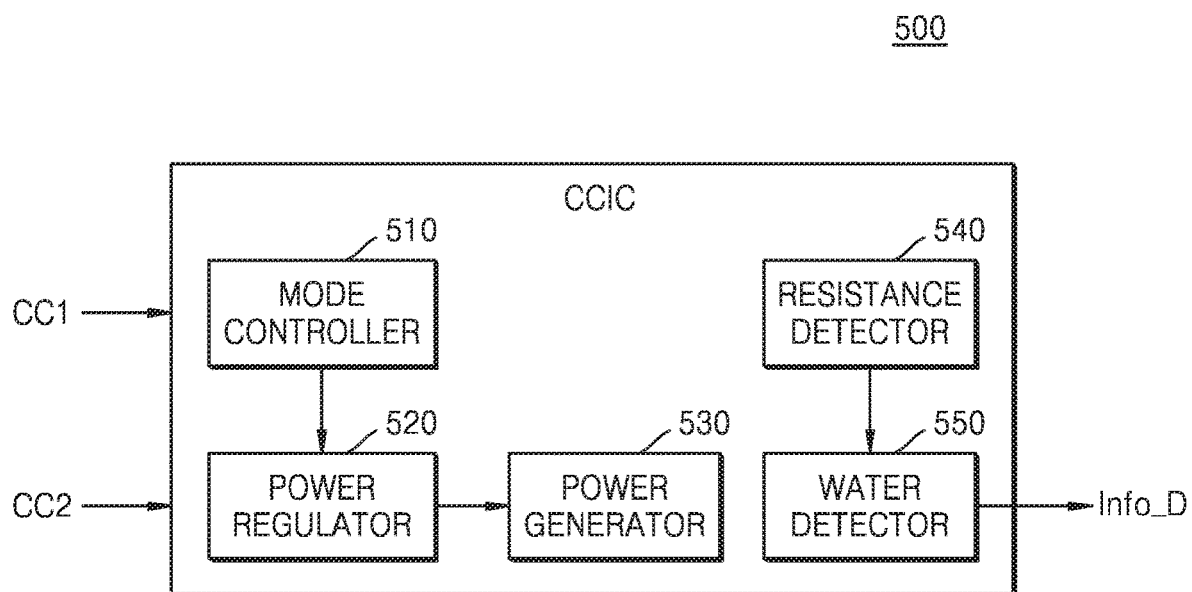 500
CCIC
510
540
MODE
CONTROLLER
RESISTANCE
DETECTOR
CC1
520
530
550
POWER
REGULATOR
POWER
GENERATOR
WATER
DETECTOR
CC2
Info_D